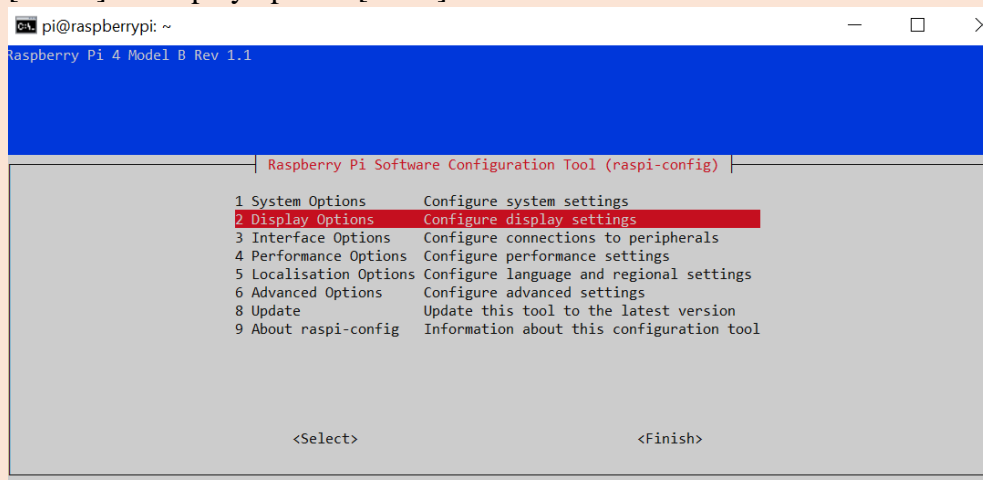 pi@raspberrypi: ~
Raspberry Pi 4 Model B Rev 1.1
Raspberry Pi Software Configuration Tool (raspi-config)
1 System Options Configure system settings
2 Display Options Configure display settings
3 Interface Options Configure connections to peripherals
4 Performance Options Configure performance settings
5 Localisation Options Configure language and regional settings
6 Advanced Options Configure advanced settings
8 Update Update this tool to the latest version
9 About raspi-config Information about this configuration tool
<Select> <Finish>